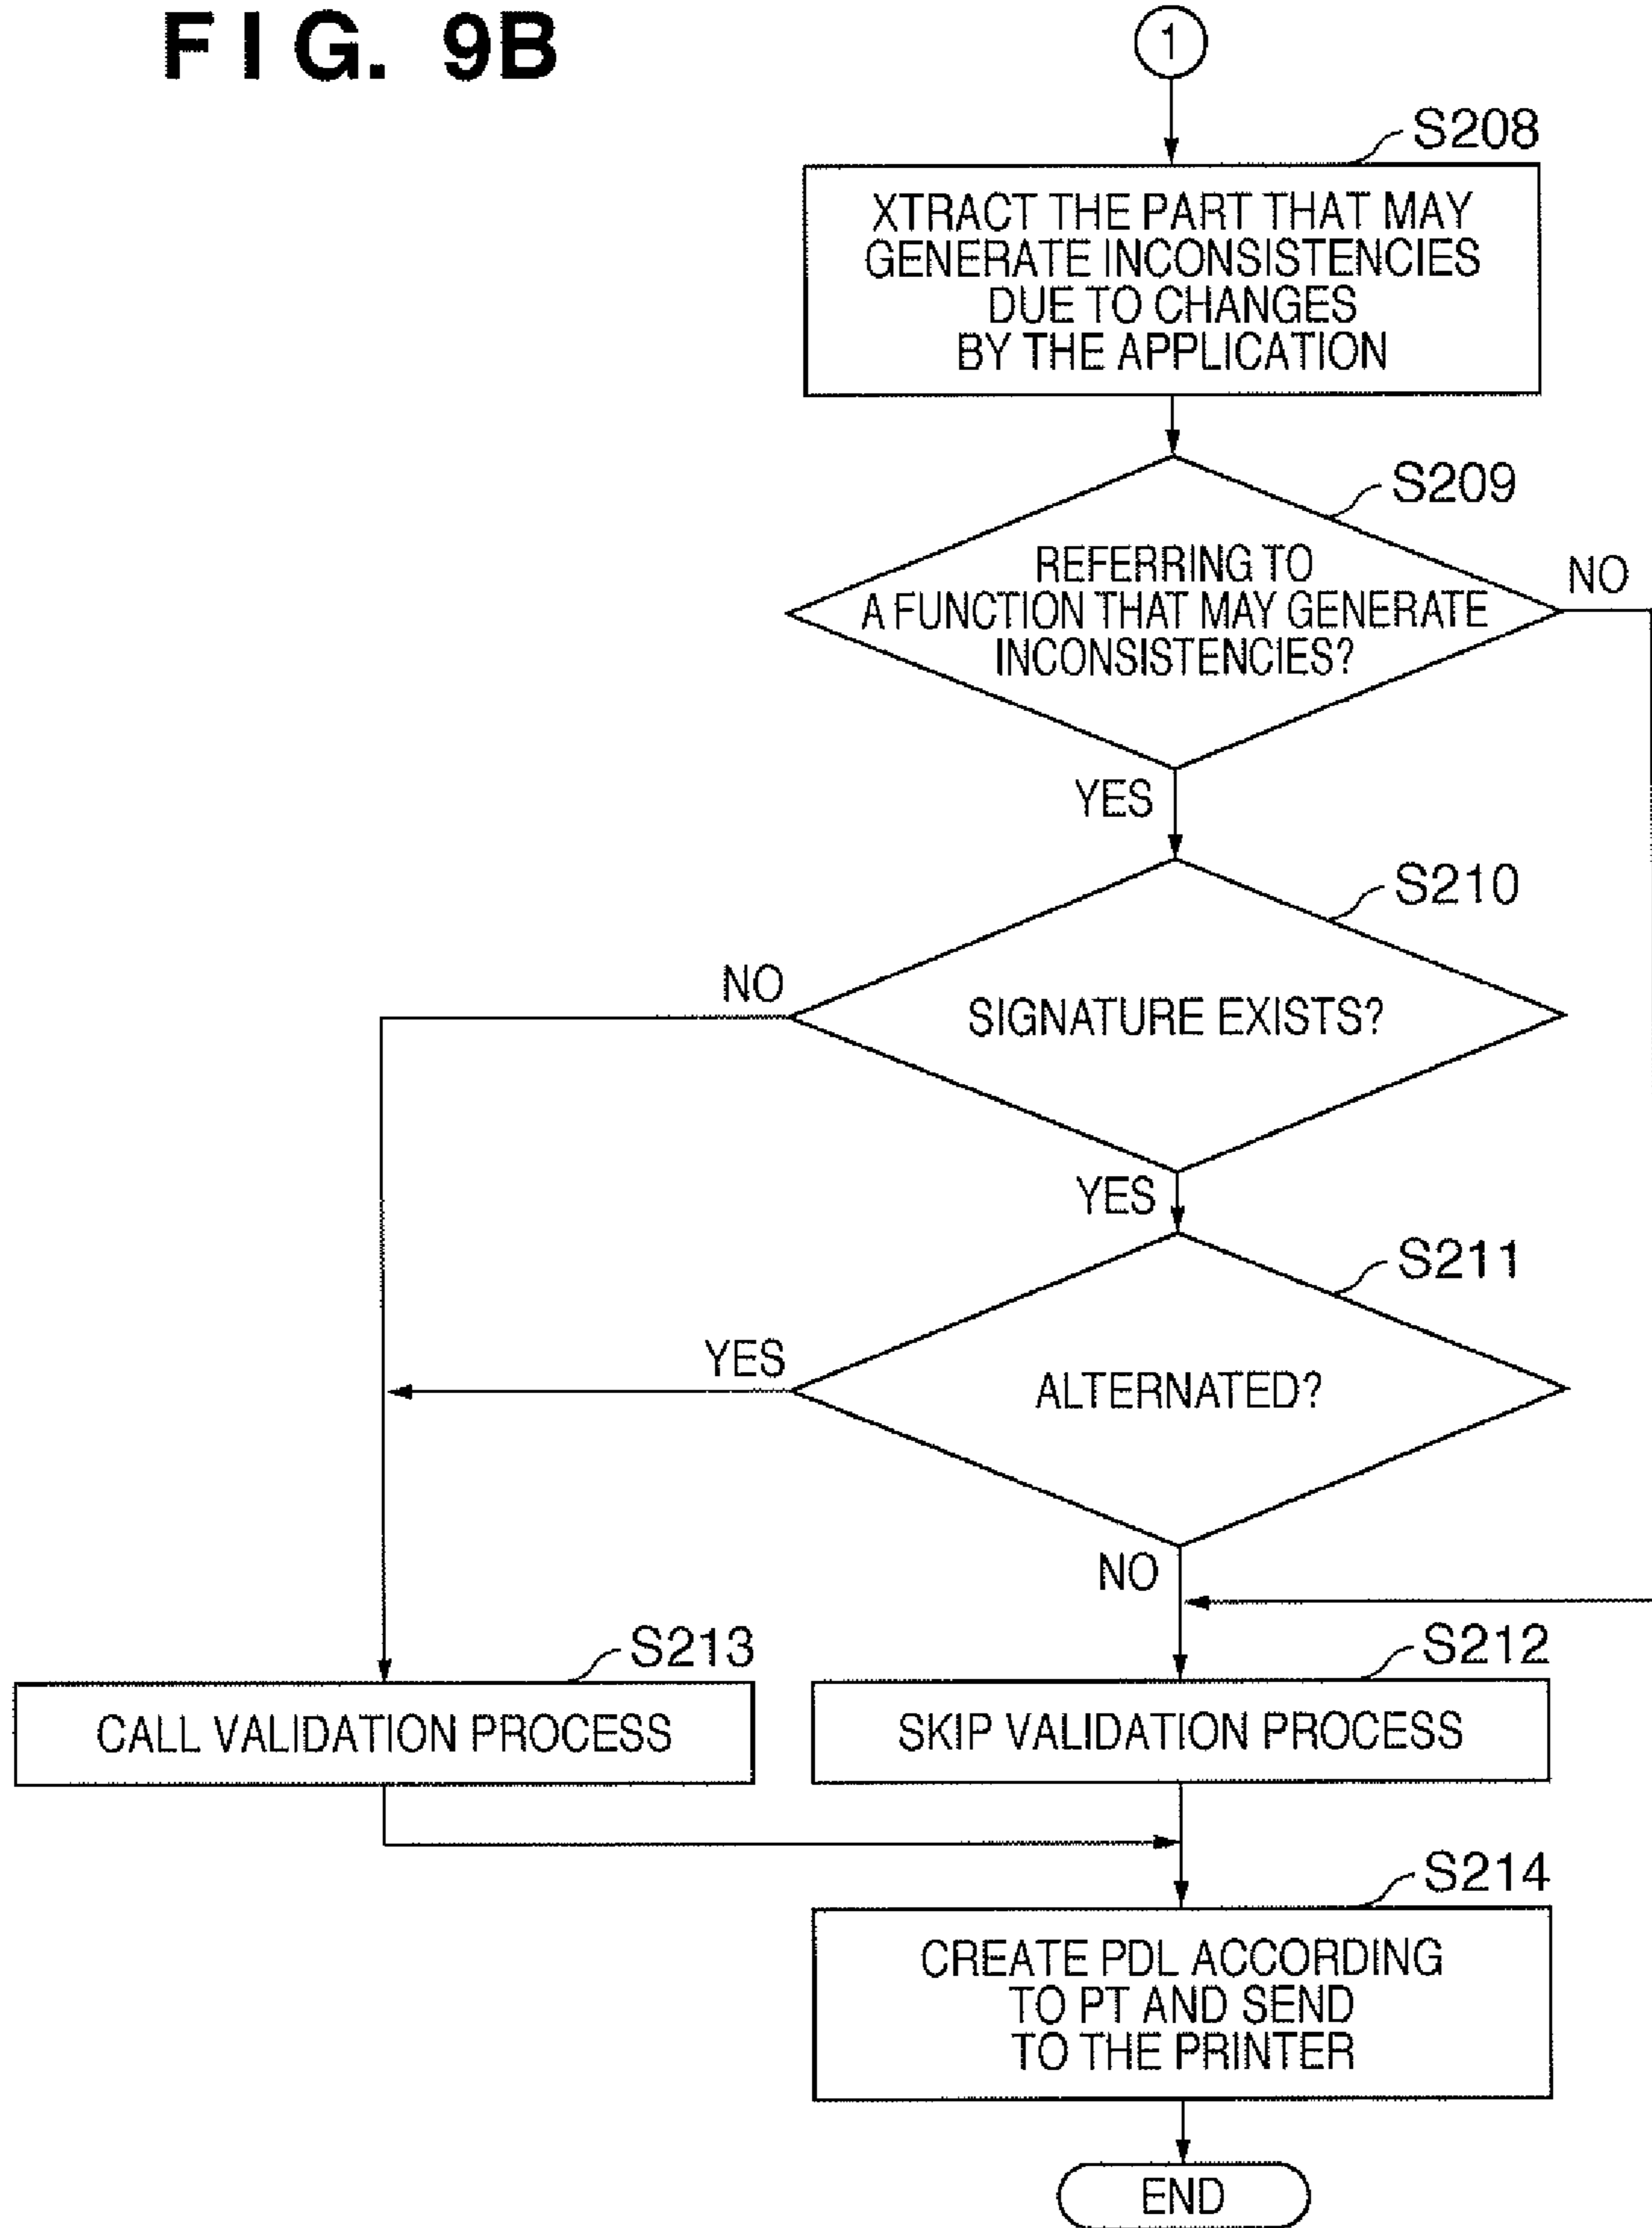 FIG. 9B
1
S208
XTRACT THE PART THAT MAY
GENERATE INCONSISTENCIES
DUE TO CHANGES
BY THE APPLICATION
S209
REFERRING TO
A FUNCTION THAT MAY GENERATE
INCONSISTENCIES?
NO
YES
S210
NO
SIGNATURE EXISTS?
YES
S211
YES
ALTERNATED?
NO
S213
S212
CALL VALIDATION PROCESS
SKIP VALIDATION PROCESS
S214
CREATE PDL ACCORDING
TO PT AND SEND
TO THE PRINTER
END